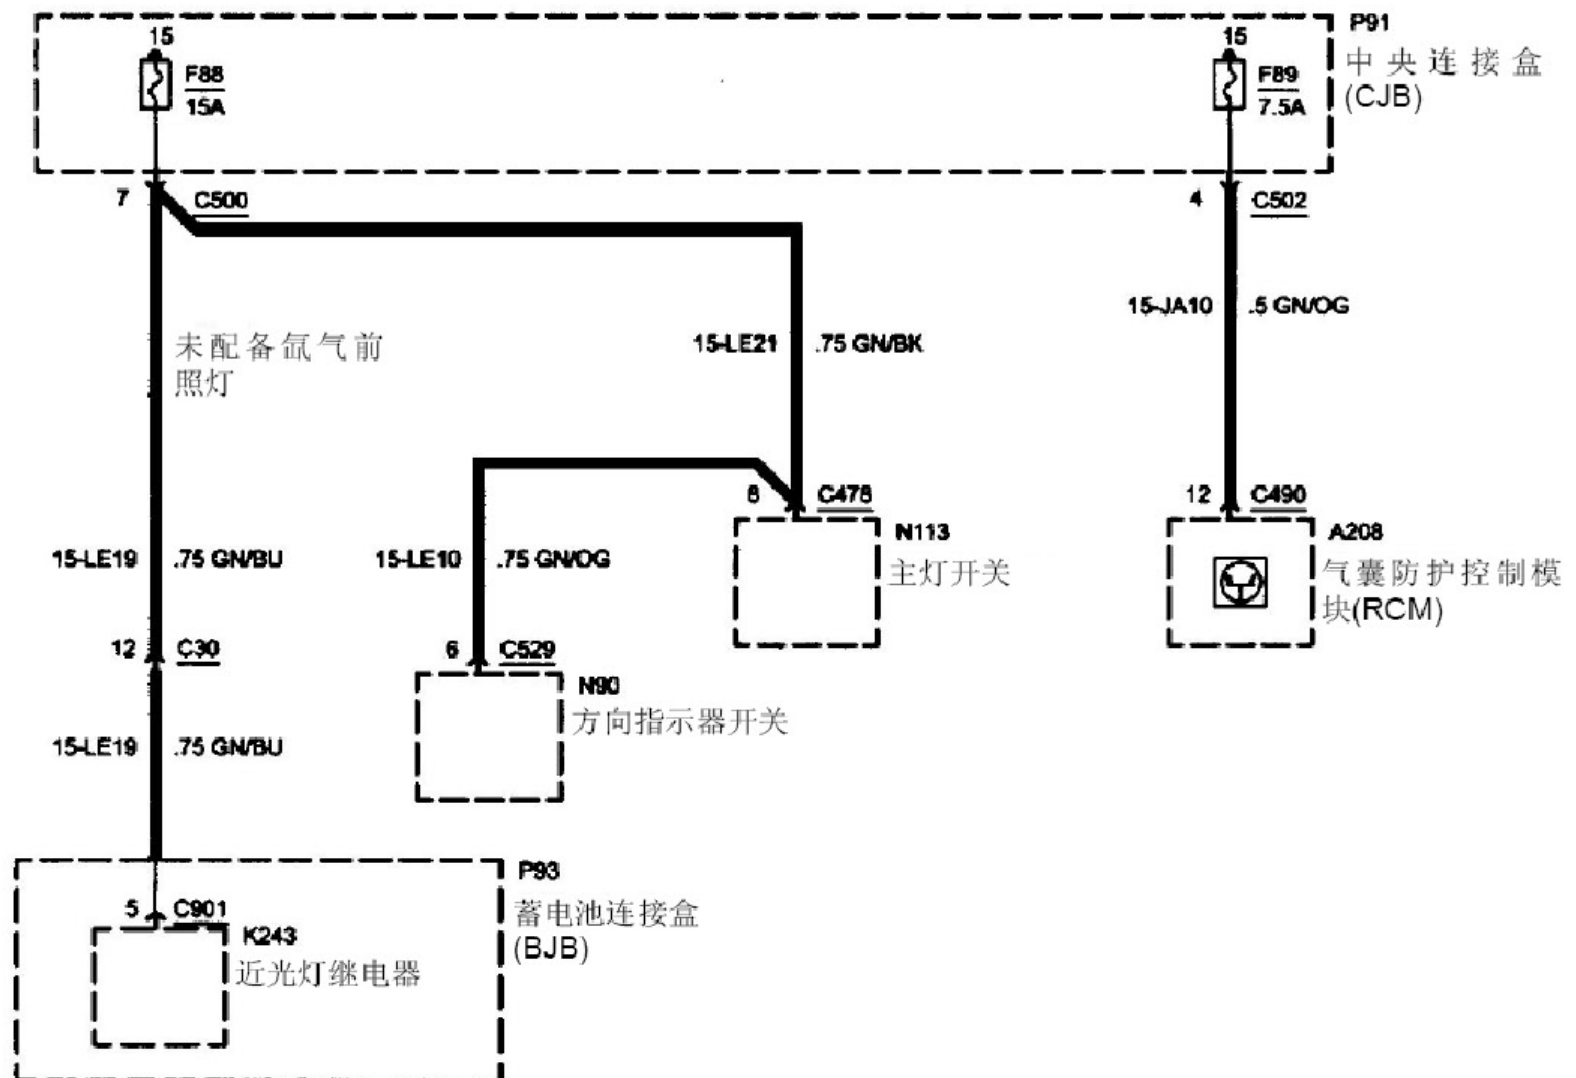 P91
中央连接盒
(CJB)
15
F88
15A
15
F89
7.5A
7
C500
4
C502
未配备氙气前
照灯
15-LE21
.75 GN/BK
15-JA10
.5 GN/OG
8
C478
12
C490
N113
主灯开关
A208
气囊防护控制模
块(RCM)
15-LE19
.75 GN/BU
15-LE10
.75 GN/OG
12
C30
6
C529
N90
方向指示器开关
15-LE19
.75 GN/BU
P93
蓄电池连接盒
(BJB)
5
C901
K243
近光灯继电器